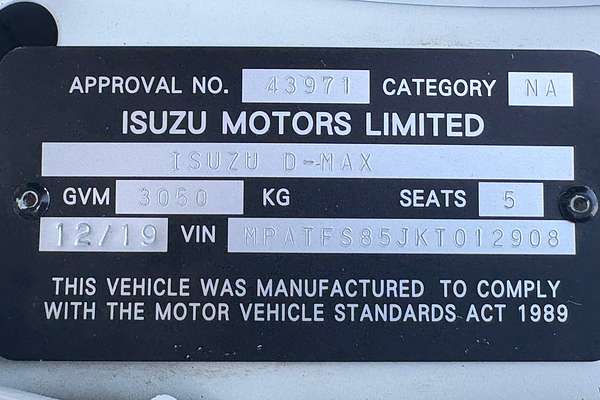 APPROVAL NO. 43971 CATEGORY NA
ISUZU MOTORS LIMITED
ISUZU D-MAX
GVM 3050 KG SEATS 5
12/19 VIN MPATFS85JKT012908
THIS VEHICLE WAS MANUFACTURED TO COMPLY
WITH THE MOTOR VEHICLE STANDARDS ACT 1989